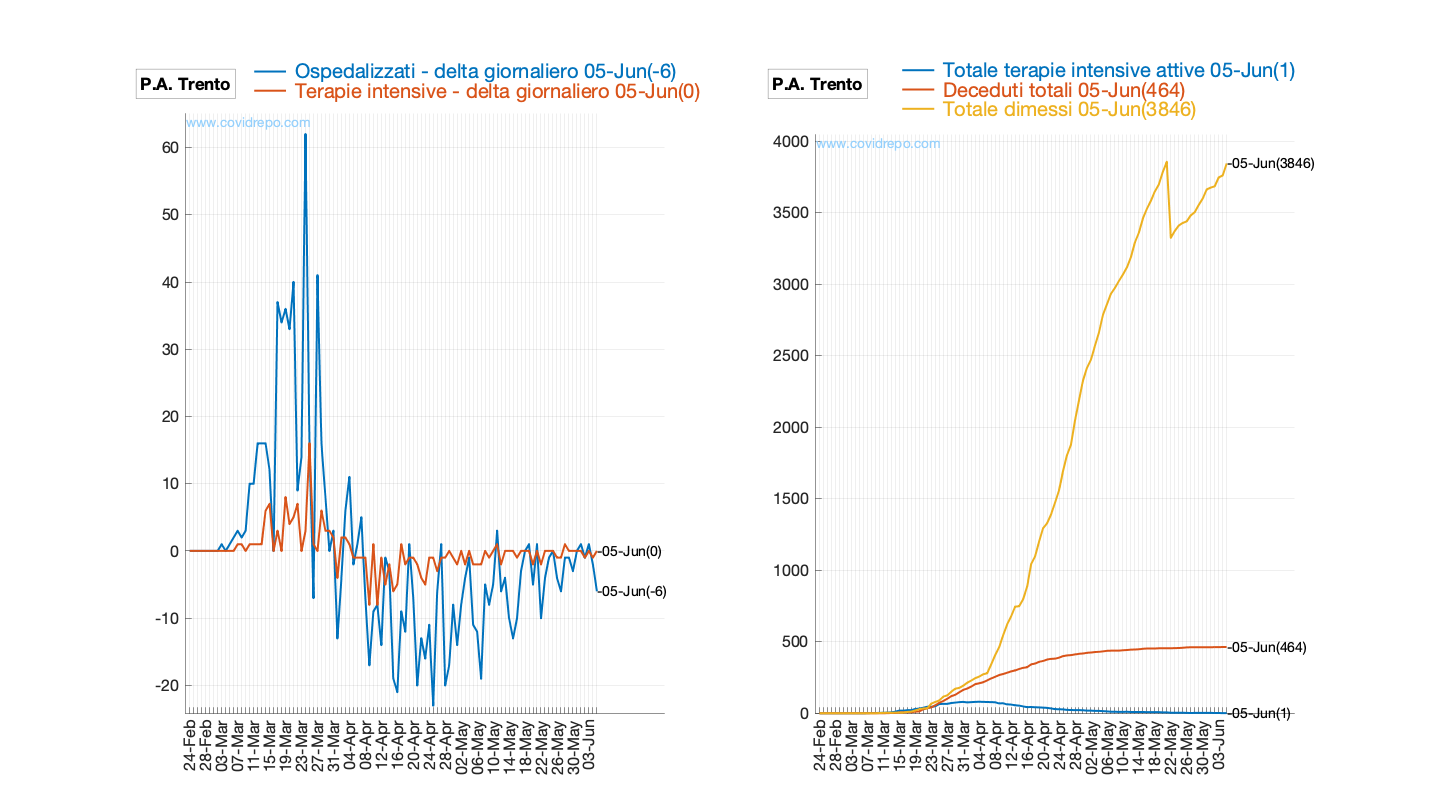 P.A. Trento
Ospedalizzati - delta giornaliero 05-Jun(-6)
Terapie intensive - delta giornaliero 05-Jun(0)
www.covidrepo.com
60
50
40
30
20
10
0
-10
-20
-05-Jun(0)
-05-Jun(-6)
24-Feb
28-Feb
03-Mar
07-Mar
11-Mar
15-Mar
19-Mar
23-Mar
27-Mar
31-Mar
04-Apr
08-Apr
12-Apr
16-Apr
20-Apr
24-Apr
28-Apr
02-May
06-May
10-May
14-May
18-May
22-May
26-May
30-May
03-Jun
P.A. Trento
Totale terapie intensive attive 05-Jun(1)
Deceduti totali 05-Jun(464)
Totale dimessi 05-Jun(3846)
www.covidrepo.com
4000
3500
3000
2500
2000
1500
1000
500
0
-05-Jun(3846)
-05-Jun(464)
-05-Jun(1)
24-Feb
28-Feb
03-Mar
07-Mar
11-Mar
15-Mar
19-Mar
23-Mar
27-Mar
31-Mar
04-Apr
08-Apr
12-Apr
16-Apr
20-Apr
24-Apr
28-Apr
02-May
06-May
10-May
14-May
18-May
22-May
26-May
30-May
03-Jun